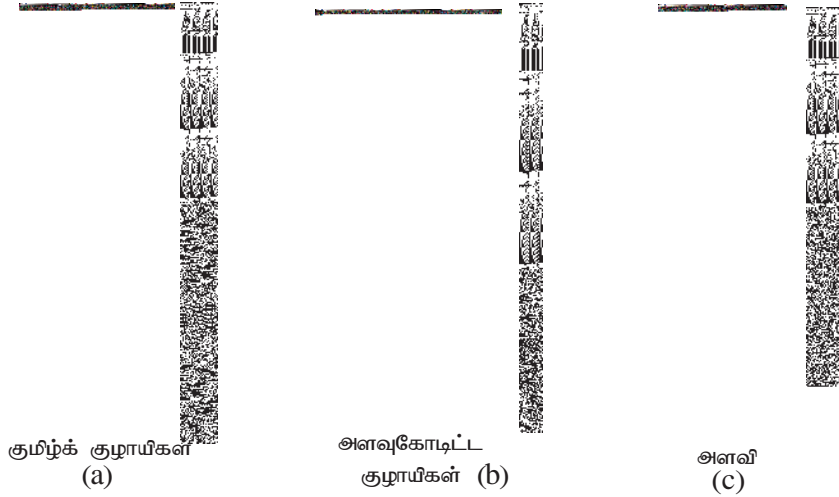 குமிழ்க் குழாயிகள்
(a)
அளவுகோடிட்ட
குழாயிகள் (b)
அளவி
(c)